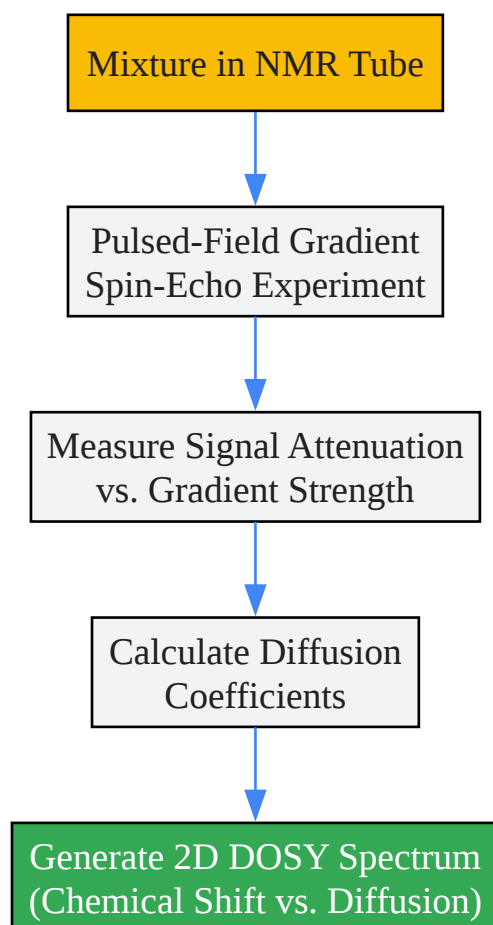 Mixture in NMR Tube
Pulsed-Field Gradient
Spin-Echo Experiment
Measure Signal Attenuation
vs. Gradient Strength
Calculate Diffusion
Coefficients
Generate 2D DOSY Spectrum
(Chemical Shift vs. Diffusion)